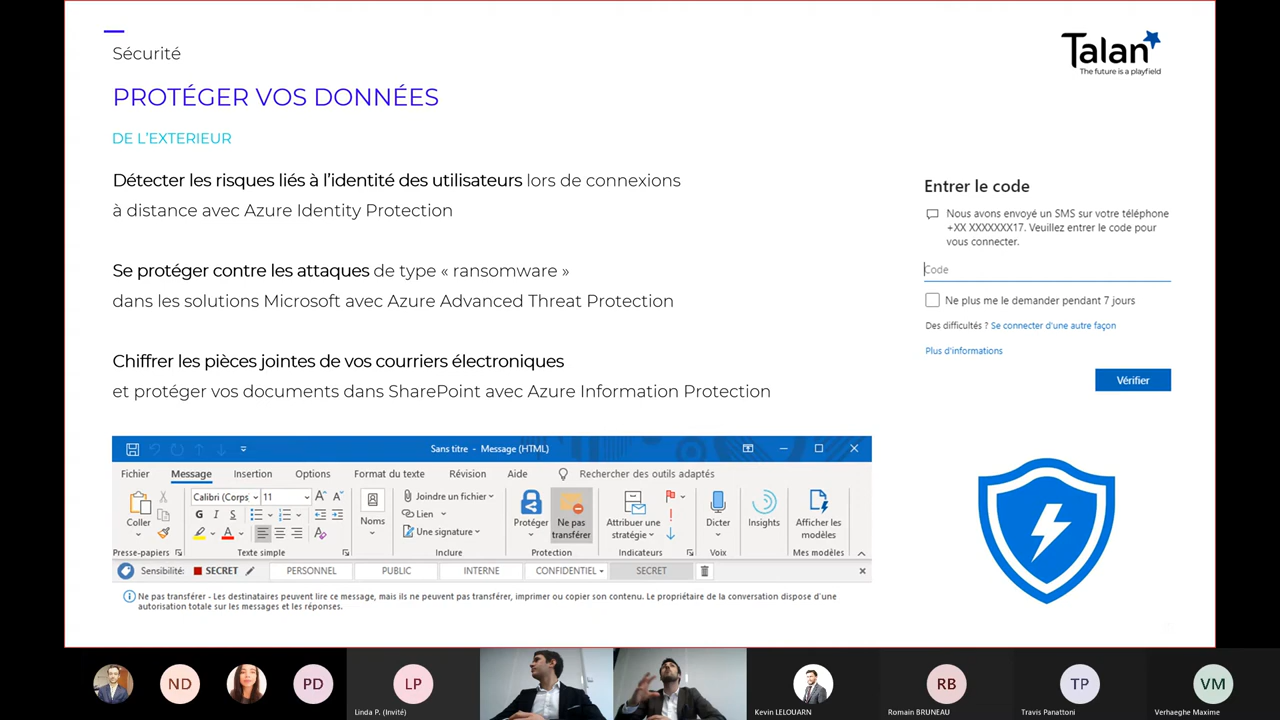 Sécurité
Talan
The future is a playfield
PROTÉGER VOS DONNÉES
DE L'EXTERIEUR
Détecter les risques liés à l'identité des utilisateurs lors de connexions
à distance avec Azure Identity Protection
Se protéger contre les attaques de type « ransomware »
dans les solutions Microsoft avec Azure Advanced Threat Protection
Chiffrer les pièces jointes de vos courriers électroniques
et protéger vos documents dans SharePoint avec Azure Information Protection
Entrer le code
Nous avons envoyé un SMS sur votre téléphone
+XX XXXXXXX17. Veuillez entrer le code pour
vous connecter.
Code
Ne plus me le demander pendant 7 jours
Des difficultés ? Se connecter d'une autre façon
Plus d'informations
Vérifier
Sans titre - Message (HTML)
Fichier Message Insertion Options Format du texte Révision Aide Rechercher des outils adaptés
Calibri (Corps 11
Joindre un fichier
G I S
Lien
Une signature
Coller
Noms
Protéger
Ne pas
transférer
Attribuer une
stratégie
Dicter
Insights
Afficher les
modèles
Presse-papiers Texte simple Inclure Protection Indicateurs Voix Mes modèles
Sensibilité: SECRET PERSONNEL PUBLIC INTERNE CONFIDENTIEL SECRET
Ne pas transférer - Les destinataires peuvent lire ce message, mais ils ne peuvent pas transférer, imprimer ou copier son contenu. Le propriétaire de la conversation dispose d'une
autorisation totale sur les messages et les réponses.
ND
PD
LP
Linda P. (Invité)
Kevin LELOUARN
RB
Romain BRUNEAU
TP
Travis Panattoni
VM
Verhaeghe Maxime